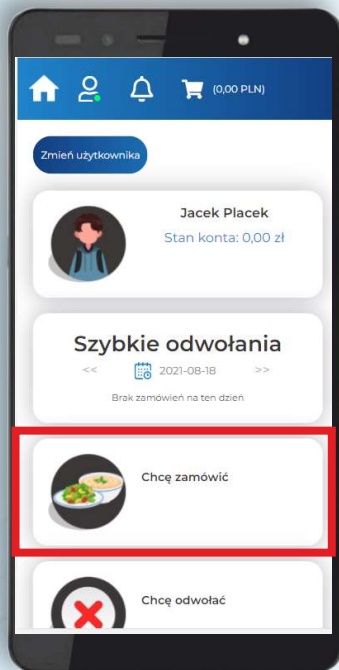 (0,00 PLN)
Zmień użytkownika
Jacek Placek
Stan konta: 0,00 zł
Szybkie odwołania
<< 2021-08-18 >>
Brak zamówień na ten dzień
Chcę zamówić
Chcę odwołać